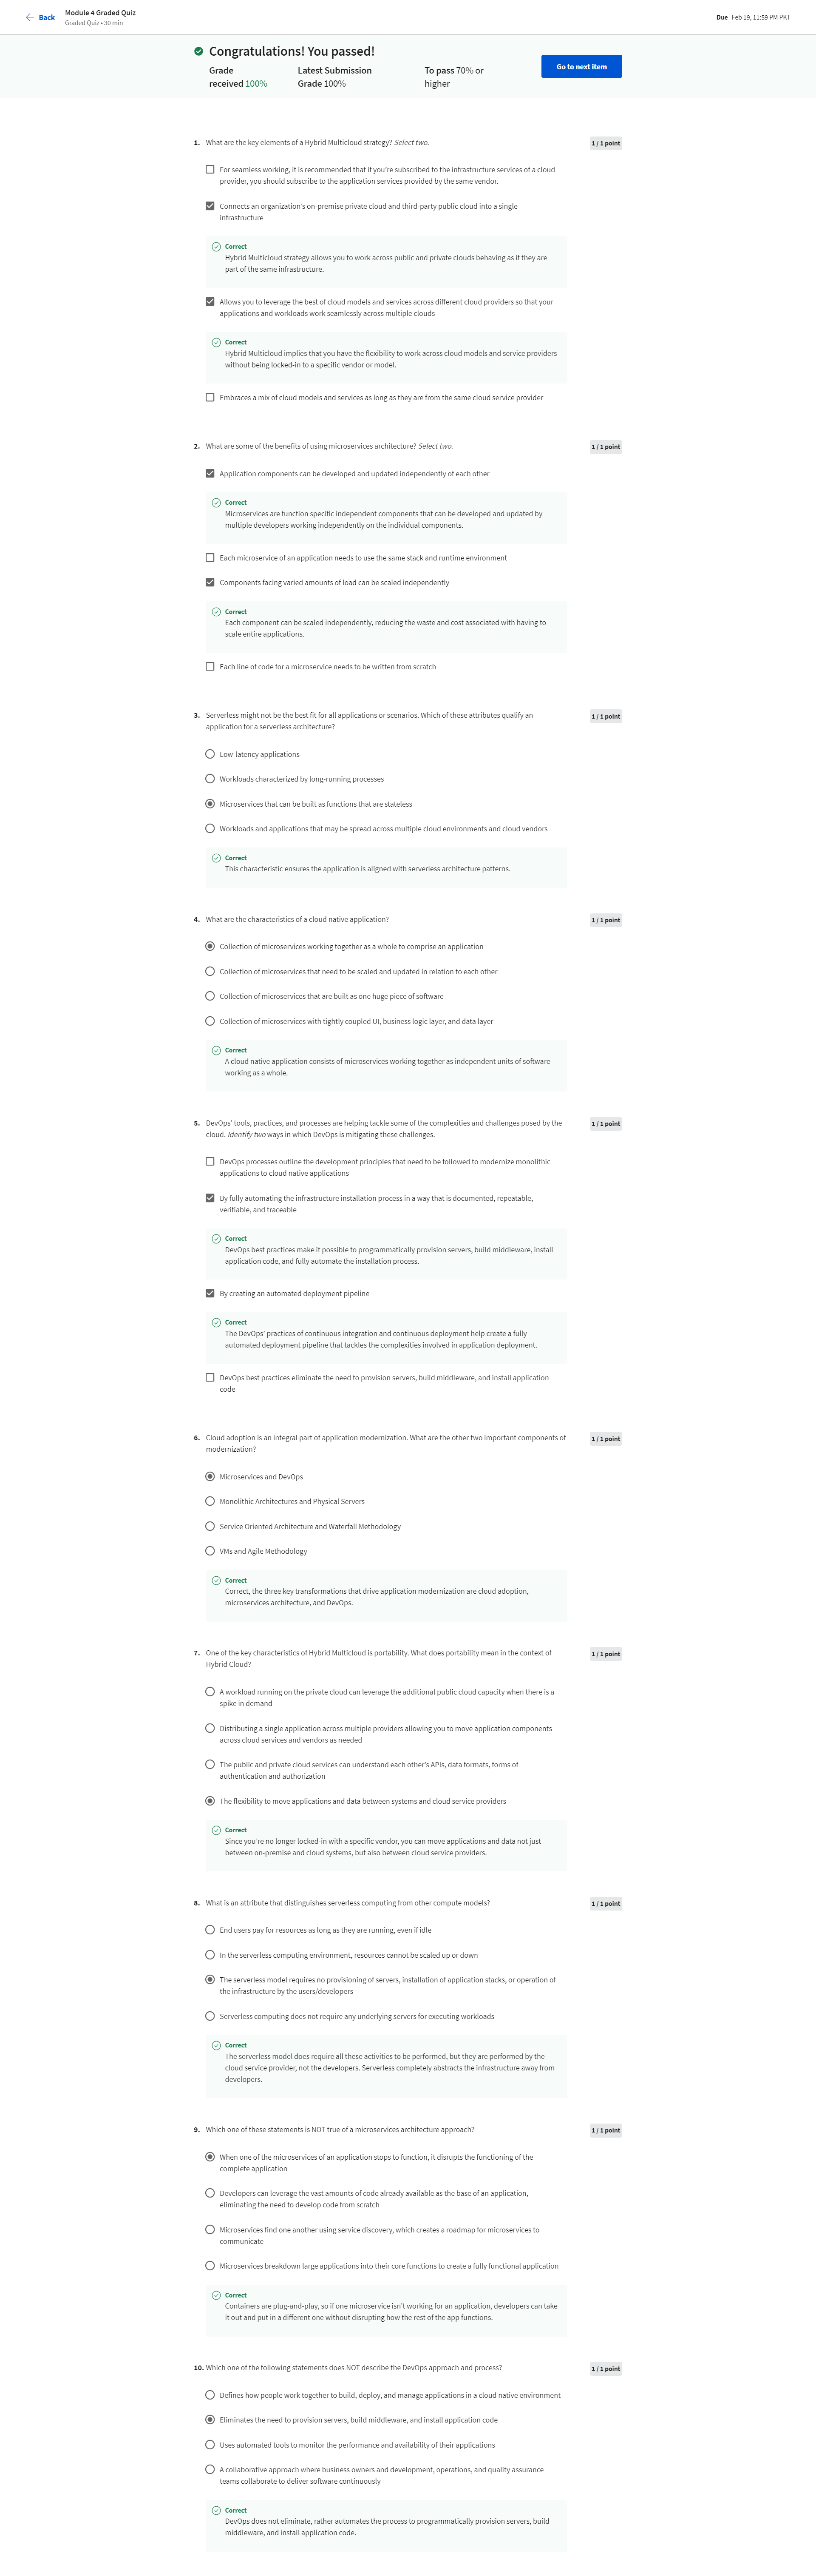 Back
Module 4 Graded Quiz
Graded Quiz • 30 min
Due Feb 19, 11:59 PM PKT
Congratulations! You passed!
Grade
received 100%
Latest Submission
Grade 100%
To pass 70% or
higher
Go to next item
1. What are the key elements of a Hybrid Multicloud strategy? Select two.
1 / 1 point
For seamless working, it is recommended that if you're subscribed to the infrastructure services of a cloud
provider, you should subscribe to the application services provided by the same vendor.
Connects an organization's on-premise private cloud and third-party public cloud into a single
infrastructure
Correct
Hybrid Multicloud strategy allows you to work across public and private clouds behaving as if they are
part of the same infrastructure.
Allows you to leverage the best of cloud models and services across different cloud providers so that your
applications and workloads work seamlessly across multiple clouds
Correct
Hybrid Multicloud implies that you have the flexibility to work across cloud models and service providers
without being locked-in to a specific vendor or model.
Embraces a mix of cloud models and services as long as they are from the same cloud service provider
2. What are some of the benefits of using microservices architecture? Select two.
1 / 1 point
Application components can be developed and updated independently of each other
Correct
Microservices are function specific independent components that can be developed and updated by
multiple developers working independently on the individual components.
Each microservice of an application needs to use the same stack and runtime environment
Components facing varied amounts of load can be scaled independently
Correct
Each component can be scaled independently, reducing the waste and cost associated with having to
scale entire applications.
Each line of code for a microservice needs to be written from scratch
3. Serverless might not be the best fit for all applications or scenarios. Which of these attributes qualify an
application for a serverless architecture?
1 / 1 point
Low-latency applications
Workloads characterized by long-running processes
Microservices that can be built as functions that are stateless
Workloads and applications that may be spread across multiple cloud environments and cloud vendors
Correct
This characteristic ensures the application is aligned with serverless architecture patterns.
4. What are the characteristics of a cloud native application?
1 / 1 point
Collection of microservices working together as a whole to comprise an application
Collection of microservices that need to be scaled and updated in relation to each other
Collection of microservices that are built as one huge piece of software
Collection of microservices with tightly coupled UI, business logic layer, and data layer
Correct
A cloud native application consists of microservices working together as independent units of software
working as a whole.
5. DevOps' tools, practices, and processes are helping tackle some of the complexities and challenges posed by the
cloud. Identify two ways in which DevOps is mitigating these challenges.
1 / 1 point
DevOps processes outline the development principles that need to be followed to modernize monolithic
applications to cloud native applications
By fully automating the infrastructure installation process in a way that is documented, repeatable,
verifiable, and traceable
Correct
DevOps best practices make it possible to programmatically provision servers, build middleware, install
application code, and fully automate the installation process.
By creating an automated deployment pipeline
Correct
The DevOps' practices of continuous integration and continuous deployment help create a fully
automated deployment pipeline that tackles the complexities involved in application deployment.
DevOps best practices eliminate the need to provision servers, build middleware, and install application
code
6. Cloud adoption is an integral part of application modernization. What are the other two important components of
modernization?
1 / 1 point
Microservices and DevOps
Monolithic Architectures and Physical Servers
Service Oriented Architecture and Waterfall Methodology
VMs and Agile Methodology
Correct
Correct, the three key transformations that drive application modernization are cloud adoption,
microservices architecture, and DevOps.
7. One of the key characteristics of Hybrid Multicloud is portability. What does portability mean in the context of
Hybrid Cloud?
1 / 1 point
A workload running on the private cloud can leverage the additional public cloud capacity when there is a
spike in demand
Distributing a single application across multiple providers allowing you to move application components
across cloud services and vendors as needed
The public and private cloud services can understand each other's APIs, data formats, forms of
authentication and authorization
The flexibility to move applications and data between systems and cloud service providers
Correct
Since you're no longer locked-in with a specific vendor, you can move applications and data not just
between on-premise and cloud systems, but also between cloud service providers.
8. What is an attribute that distinguishes serverless computing from other compute models?
1 / 1 point
End users pay for resources as long as they are running, even if idle
In the serverless computing environment, resources cannot be scaled up or down
The serverless model requires no provisioning of servers, installation of application stacks, or operation of
the infrastructure by the users/developers
Serverless computing does not require any underlying servers for executing workloads
Correct
The serverless model does require all these activities to be performed, but they are performed by the
cloud service provider, not the developers. Serverless completely abstracts the infrastructure away from
developers.
9. Which one of these statements is NOT true of a microservices architecture approach?
1 / 1 point
When one of the microservices of an application stops to function, it disrupts the functioning of the
complete application
Developers can leverage the vast amounts of code already available as the base of an application,
eliminating the need to develop code from scratch
Microservices find one another using service discovery, which creates a roadmap for microservices to
communicate
Microservices breakdown large applications into their core functions to create a fully functional application
Correct
Containers are plug-and-play, so if one microservice isn't working for an application, developers can take
it out and put in a different one without disrupting how the rest of the app functions.
10. Which one of the following statements does NOT describe the DevOps approach and process?
1 / 1 point
Defines how people work together to build, deploy, and manage applications in a cloud native environment
Eliminates the need to provision servers, build middleware, and install application code
Uses automated tools to monitor the performance and availability of their applications
A collaborative approach where business owners and development, operations, and quality assurance
teams collaborate to deliver software continuously
Correct
DevOps does not eliminate, rather automates the process to programmatically provision servers, build
middleware, and install application code.